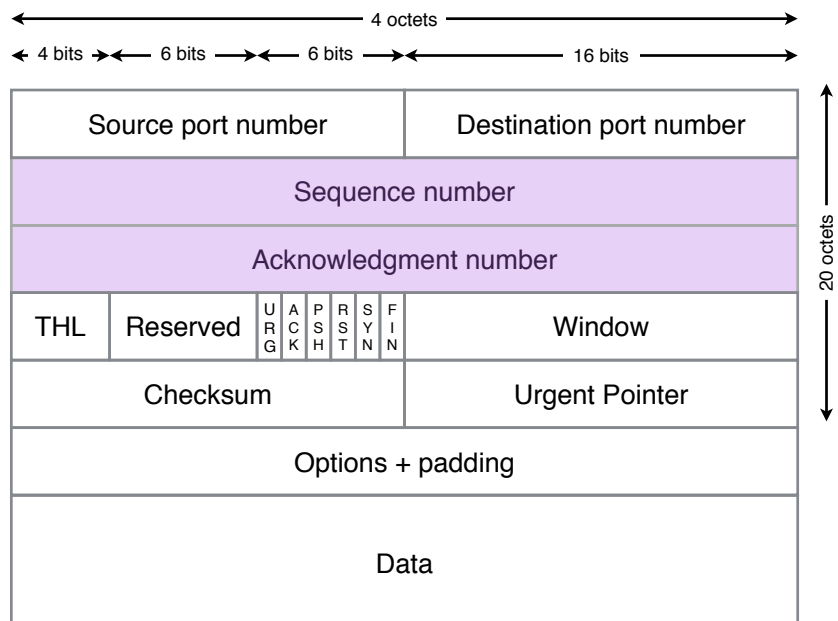 4 octets
4 bits 6 bits 6 bits 16 bits
Source port number Destination port number
Sequence number
Acknowledgment number
20 octets
THL Reserved URG ACK PSH RST SYN FIN Window
Checksum Urgent Pointer
Options + padding
Data